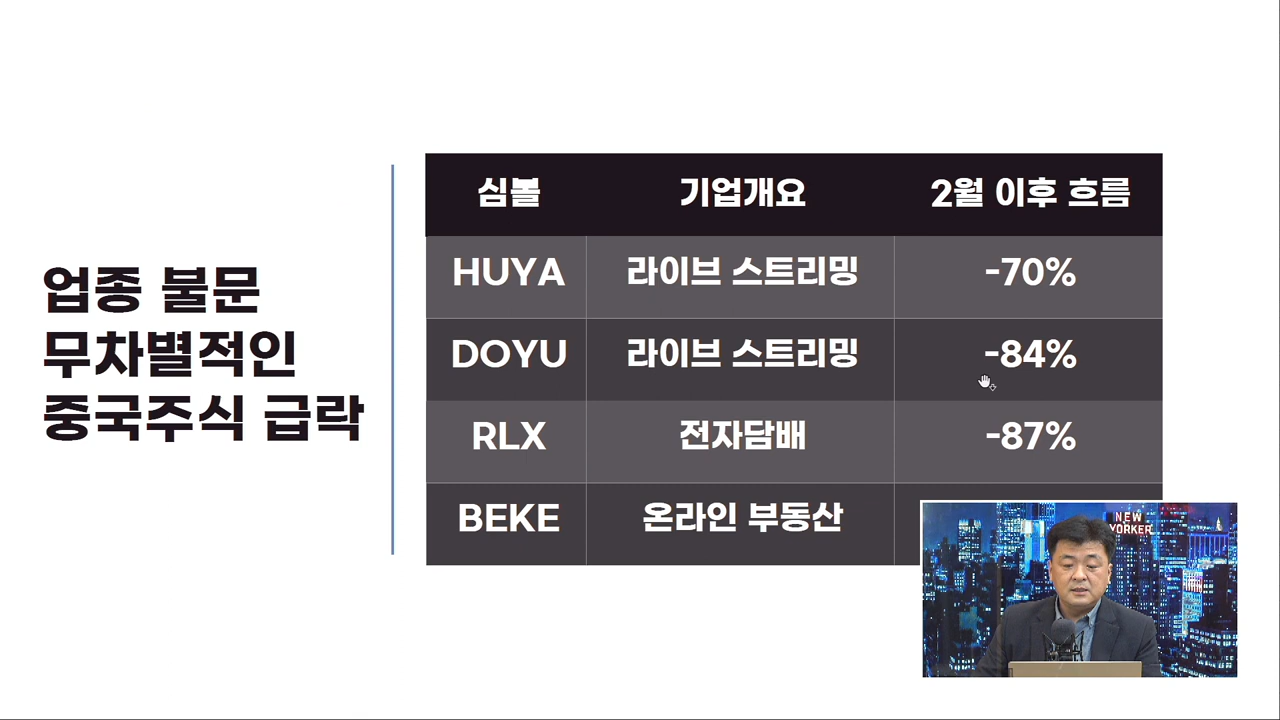 업종 불문
무차별적인
중국주식 급락
심볼 기업개요 2월 이후 흐름
HUYA 라이브 스트리밍 -70%
DOYU 라이브 스트리밍 -84%
RLX 전자담배 -87%
BEKE 온라인 부동산
NEW
YORKER